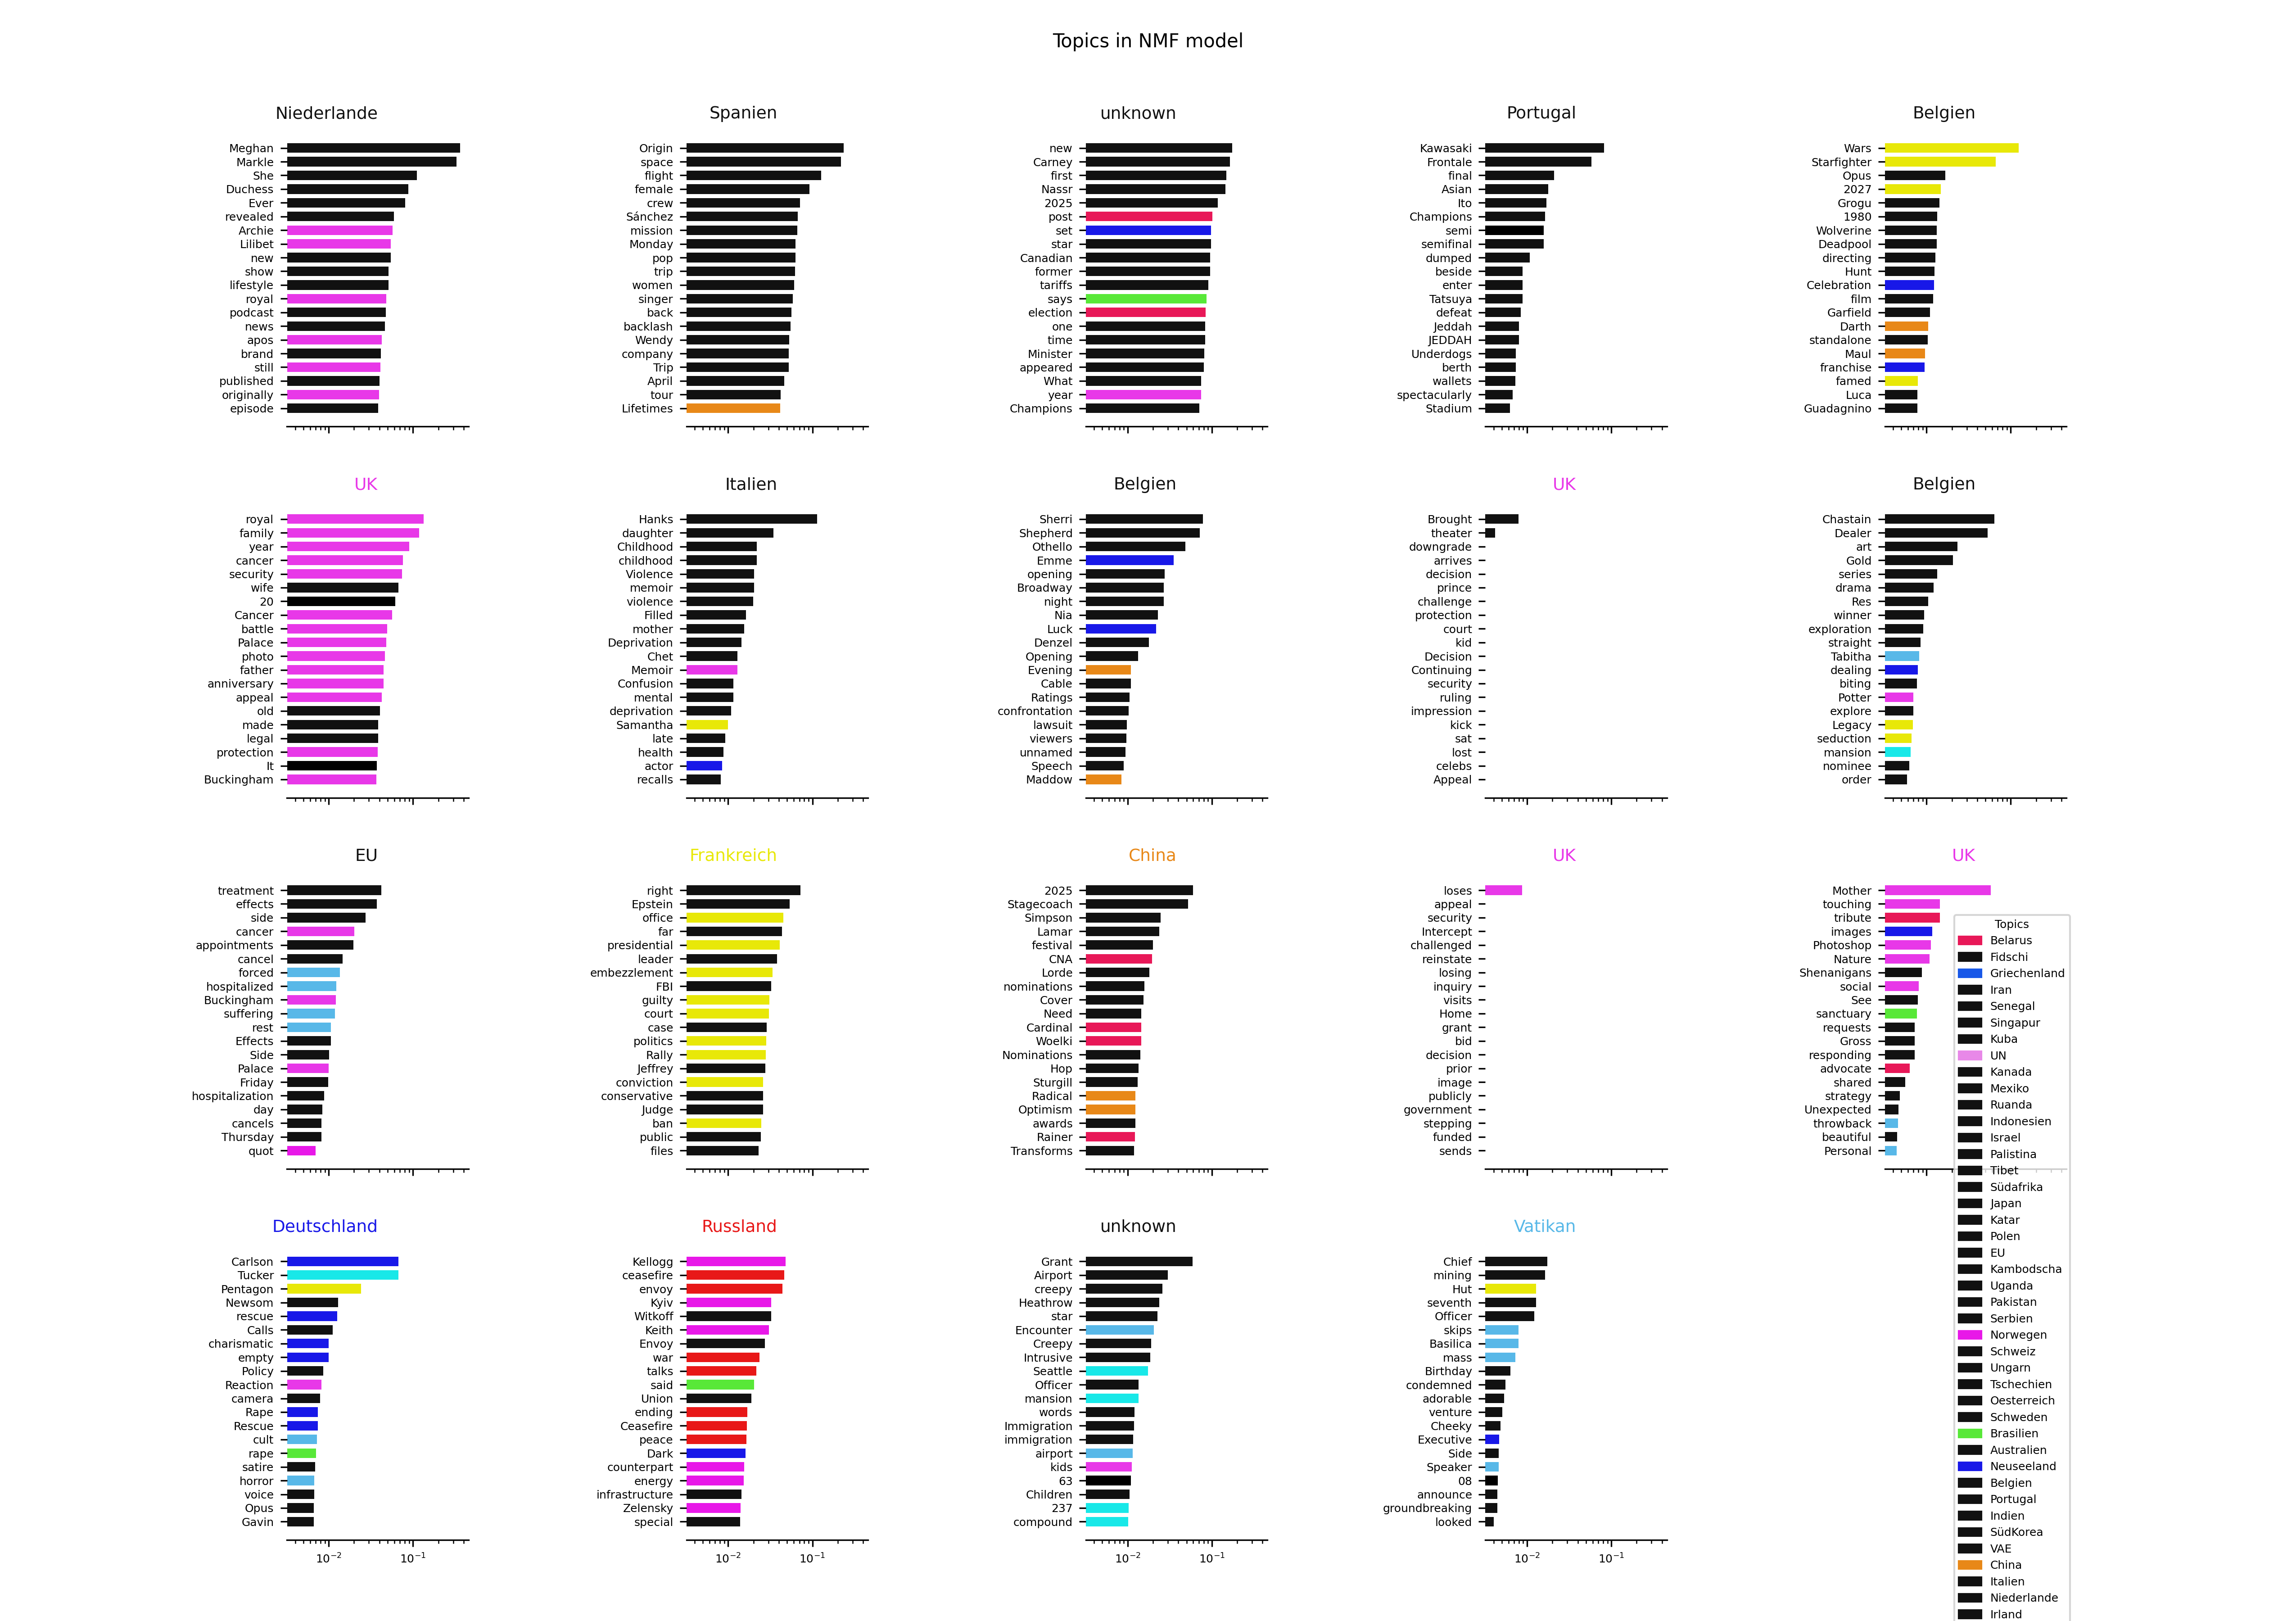 Topics in NMF model
Niederlande
Meghan
Markle
She
Duchess
Ever
revealed
Archie
Lilibet
new
show
lifestyle
royal
podcast
news
apos
brand
still
published
originally
episode
Spanien
Origin
space
flight
female
crew
Sánchez
mission
Monday
pop
trip
women
singer
back
backlash
Wendy
company
Trip
April
tour
Lifetimes
unknown
new
Carney
first
Nassr
2025
post
set
star
Canadian
former
tariffs
says
election
one
time
Minister
appeared
What
year
Champions
Portugal
Kawasaki
Frontale
final
Asian
Ito
Champions
semi
semifinal
dumped
beside
enter
Tatsuya
defeat
Jeddah
JEDDAH
Underdogs
berth
wallets
spectacularly
Stadium
Belgien
Wars
Starfighter
Opus
2027
Grogu
1980
Wolverine
Deadpool
directing
Hunt
Celebration
film
Garfield
Darth
standalone
Maul
franchise
famed
Luca
Guadagnino
UK
royal
family
year
cancer
security
wife
20
Cancer
battle
Palace
photo
father
anniversary
appeal
old
made
legal
protection
It
Buckingham
Italien
Hanks
daughter
Childhood
childhood
Violence
memoir
violence
Filled
mother
Deprivation
Chet
Memoir
Confusion
mental
deprivation
Samantha
late
health
actor
recalls
Belgien
Sherri
Shepherd
Othello
Emme
opening
Broadway
night
Nia
Luck
Denzel
Opening
Evening
Cable
Ratings
confrontation
lawsuit
viewers
unnamed
Speech
Maddow
UK
Brought
theater
downgrade
arrives
decision
prince
challenge
protection
court
kid
Decision
Continuing
security
ruling
impression
kick
sat
lost
celebs
Appeal
Belgien
Chastain
Dealer
art
Gold
series
drama
Res
winner
exploration
straight
Tabitha
dealing
biting
Potter
explore
Legacy
seduction
mansion
nominee
order
EU
treatment
effects
side
cancer
appointments
cancel
forced
hospitalized
Buckingham
suffering
rest
Effects
Side
Palace
Friday
hospitalization
day
cancels
Thursday
quot
Frankreich
right
Epstein
office
far
presidential
leader
embezzlement
FBI
guilty
court
case
politics
Rally
Jeffrey
conviction
conservative
Judge
ban
public
files
China
2025
Stagecoach
Simpson
Lamar
festival
CNA
Lorde
nominations
Cover
Need
Cardinal
Woelki
Nominations
Hop
Sturgill
Radical
Optimism
awards
Rainer
Transforms
UK
loses
appeal
security
Intercept
challenged
reinstate
losing
inquiry
visits
Home
grant
bid
decision
prior
image
publicly
government
stepping
funded
sends
UK
Mother
touching
tribute
images
Photoshop
Nature
Shenanigans
social
See
sanctuary
requests
Gross
responding
advocate
shared
strategy
Unexpected
throwback
beautiful
Personal
Topics
Belarus
Fidschi
Griechenland
Iran
Senegal
Singapur
Kuba
UN
Kanada
Mexiko
Ruanda
Indonesien
Israel
Palistina
Tibet
Südafrika
Japan
Katar
Polen
EU
Kambodscha
Uganda
Pakistan
Serbien
Norwegen
Schweiz
Ungarn
Tschechien
Oesterreich
Schweden
Brasilien
Australien
Neuseeland
Belgien
Portugal
Indien
SüdKorea
VAE
China
Italien
Niederlande
Irland
Deutschland
Carlson
Tucker
Pentagon
Newsom
rescue
Calls
charismatic
empty
Policy
Reaction
camera
Rape
Rescue
cult
rape
satire
horror
voice
Opus
Gavin
10⁻² 10⁻¹
Russland
Kellogg
ceasefire
envoy
Kyiv
Witkoff
Keith
Envoy
war
talks
said
Union
ending
Ceasefire
peace
Dark
counterpart
energy
infrastructure
Zelensky
special
10⁻² 10⁻¹
unknown
Grant
Airport
creepy
Heathrow
star
Encounter
Creepy
Intrusive
Seattle
Officer
mansion
words
Immigration
immigration
airport
kids
63
Children
237
compound
10⁻² 10⁻¹
Vatikan
Chief
mining
Hut
seventh
Officer
skips
Basilica
mass
Birthday
condemned
adorable
venture
Cheeky
Executive
Side
Speaker
08
announce
groundbreaking
looked
10⁻² 10⁻¹